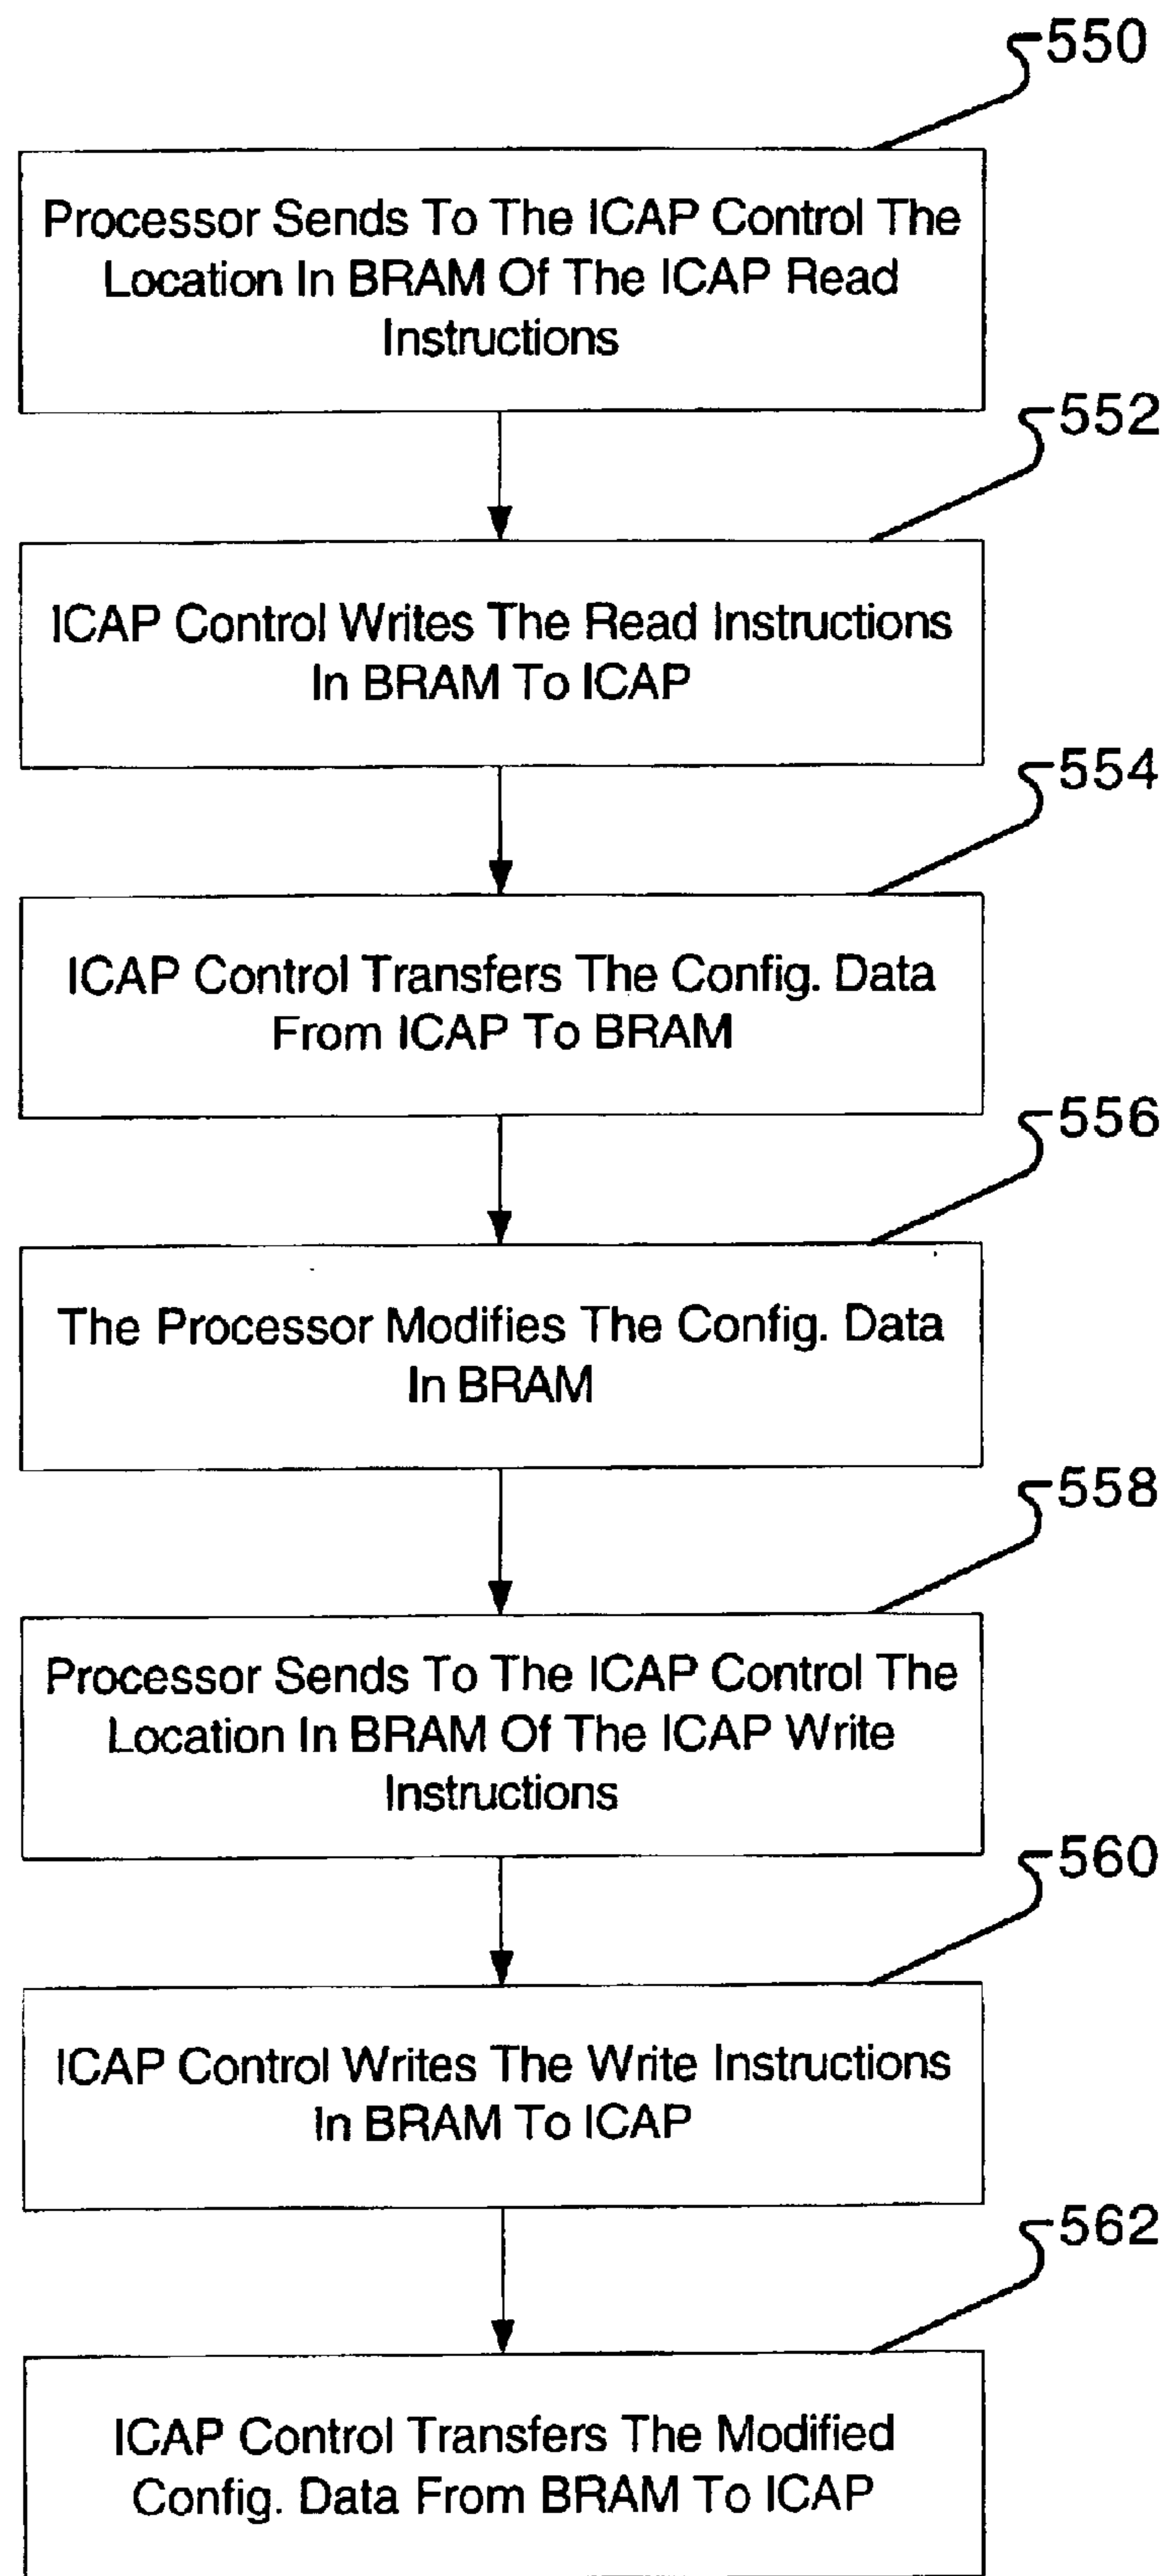 550
Processor Sends To The ICAP Control The
Location In BRAM Of The ICAP Read
Instructions
552
ICAP Control Writes The Read Instructions
In BRAM To ICAP
554
ICAP Control Transfers The Config. Data
From ICAP To BRAM
556
The Processor Modifies The Config. Data
In BRAM
558
Processor Sends To The ICAP Control The
Location In BRAM Of The ICAP Write
Instructions
560
ICAP Control Writes The Write Instructions
In BRAM To ICAP
562
ICAP Control Transfers The Modified
Config. Data From BRAM To ICAP